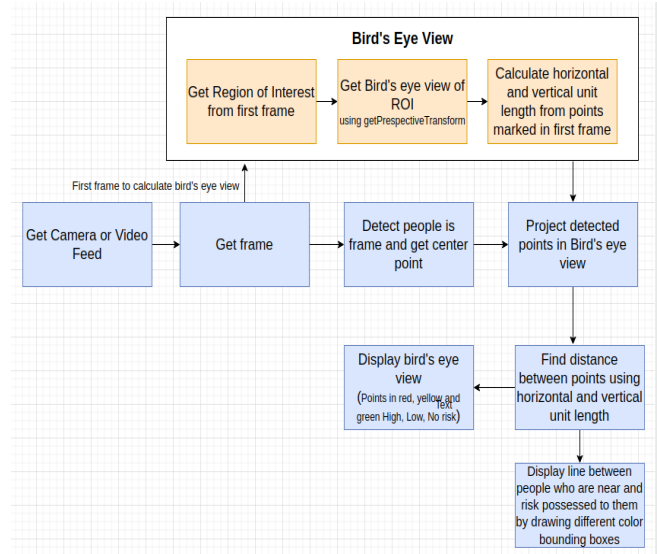 Bird's Eye View
Get Region of Interest
from first frame
Get Bird's eye view of
ROI
using getPrespectiveTransform
Calculate horizontal
and vertical unit
length from points
marked in first frame
First frame to calculate bird's eye view
Get Camera or Video
Feed
Get frame
Detect people is
frame and get center
point
Project detected
points in Bird's eye
view
Display bird's eye
view
(Points in red, yellow and
Text
green High, Low, No risk)
Find distance
between points using
horizontal and vertical
unit length
Display line between
people who are near and
risk possessed to them
by drawing different color
bounding boxes